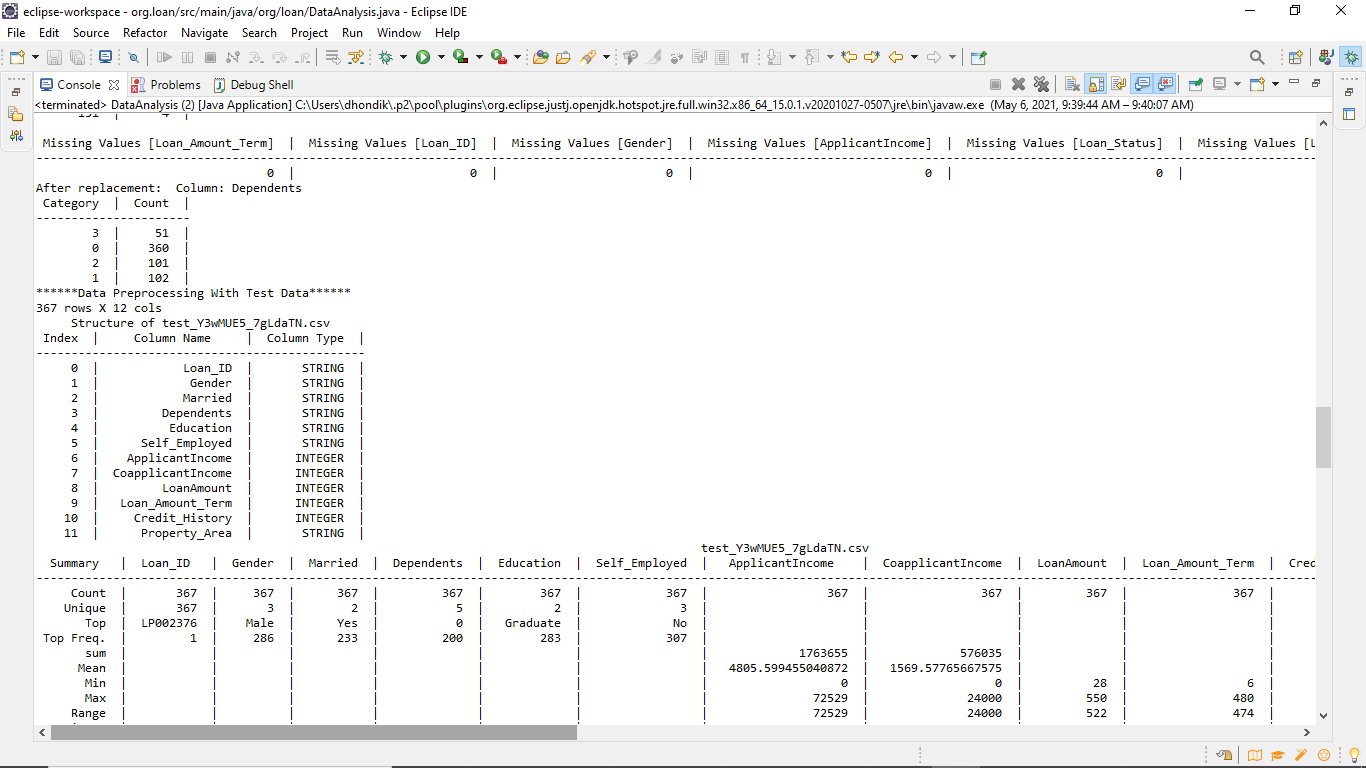 eclipse-workspace - org.loan/src/main/java/org/loan/DataAnalysis.java - Eclipse IDE
File Edit Source Refactor Navigate Search Project Run Window Help
Console Problems Debug Shell
<terminated> DataAnalysis (2) [Java Application] C:\Users\dhondik\.p2\pool\plugins\org.eclipse.justj.openjdk.hotspot.jre.full.win32.x86_64_15.0.1.v20201027-0507\jre\bin\javaw.exe (May 6, 2021, 9:39:44 AM – 9:40:07 AM)
Missing Values [Loan_Amount_Term] | Missing Values [Loan_ID] | Missing Values [Gender] | Missing Values [ApplicantIncome] | Missing Values [Loan_Status] | Missing Values [L
0 | 0 | 0 | 0 | 0 |
After replacement: Column: Dependents
Category | Count |
----------------------
3 | 51 |
0 | 360 |
2 | 101 |
1 | 102 |
******Data Preprocessing With Test Data******
367 rows X 12 cols
Structure of test_Y3wMUE5_7gLdaTN.csv
Index | Column Name | Column Type |
-----------------------------------------------
0 | Loan_ID | STRING |
1 | Gender | STRING |
2 | Married | STRING |
3 | Dependents | STRING |
4 | Education | STRING |
5 | Self_Employed | STRING |
6 | ApplicantIncome | INTEGER |
7 | CoapplicantIncome | INTEGER |
8 | LoanAmount | INTEGER |
9 | Loan_Amount_Term | INTEGER |
10 | Credit_History | INTEGER |
11 | Property_Area | STRING |
test_Y3wMUE5_7gLdaTN.csv
Summary | Loan_ID | Gender | Married | Dependents | Education | Self_Employed | ApplicantIncome | CoapplicantIncome | LoanAmount | Loan_Amount_Term | Cred
Count | 367 | 367 | 367 | 367 | 367 | 367 | 367 | 367 | 367 | 367 |
Unique | 367 | 3 | 2 | 5 | 2 | 3 | | | | |
Top | LP002376 | Male | Yes | 0 | Graduate | No | | | | |
Top Freq. | 1 | 286 | 233 | 200 | 283 | 307 | | | | |
sum | | | | | | | 1763655 | 576035 | | |
Mean | | | | | | | 4805.599455040872 | 1569.57765667575 | | |
Min | | | | | | | 0 | 0 | 28 | 6 |
Max | | | | | | | 72529 | 24000 | 550 | 480 |
Range | | | | | | | 72529 | 24000 | 522 | 474 |